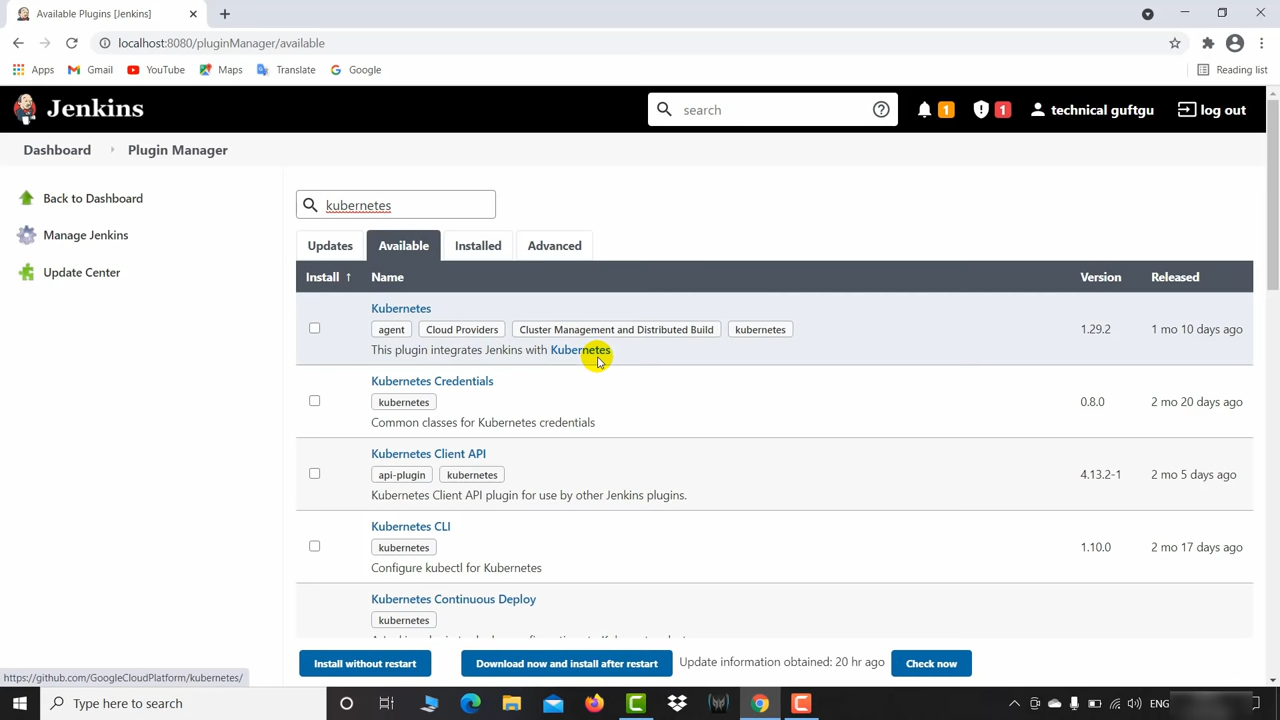 Available Plugins [Jenkins]
localhost:8080/pluginManager/available
Apps Gmail YouTube Maps Translate Google Reading list
Jenkins search 1 1 technical guftgu log out
Dashboard Plugin Manager
Back to Dashboard
Manage Jenkins
Update Center
kubernetes
Updates Available Installed Advanced
Install ↑ Name Version Released
Kubernetes
agent Cloud Providers Cluster Management and Distributed Build kubernetes
This plugin integrates Jenkins with Kubernetes
1.29.2 1 mo 10 days ago
Kubernetes Credentials
kubernetes
Common classes for Kubernetes credentials
0.8.0 2 mo 20 days ago
Kubernetes Client API
api-plugin kubernetes
Kubernetes Client API plugin for use by other Jenkins plugins.
4.13.2-1 2 mo 5 days ago
Kubernetes CLI
kubernetes
Configure kubectl for Kubernetes
1.10.0 2 mo 17 days ago
Kubernetes Continuous Deploy
kubernetes
Install without restart Download now and install after restart Update information obtained: 20 hr ago Check now
https://github.com/GoogleCloudPlatform/kubernetes/
Type here to search ENG